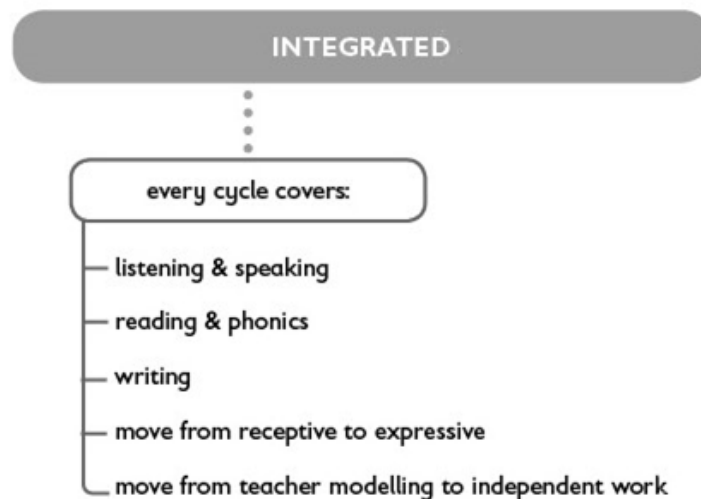 INTEGRATED
every cycle covers:
listening & speaking
reading & phonics
writing
move from receptive to expressive
move from teacher modelling to independent work